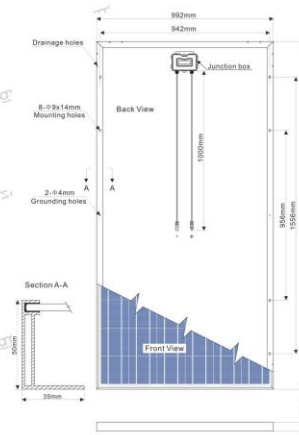 992mm
942mm
Drainage holes
Junction box
8-Φ9x14mm
Mounting holes
Back View
1000mm
A
A
2-Φ4mm
Grounding holes
956mm
1556mm
Section A-A
50mm
35mm
Front View